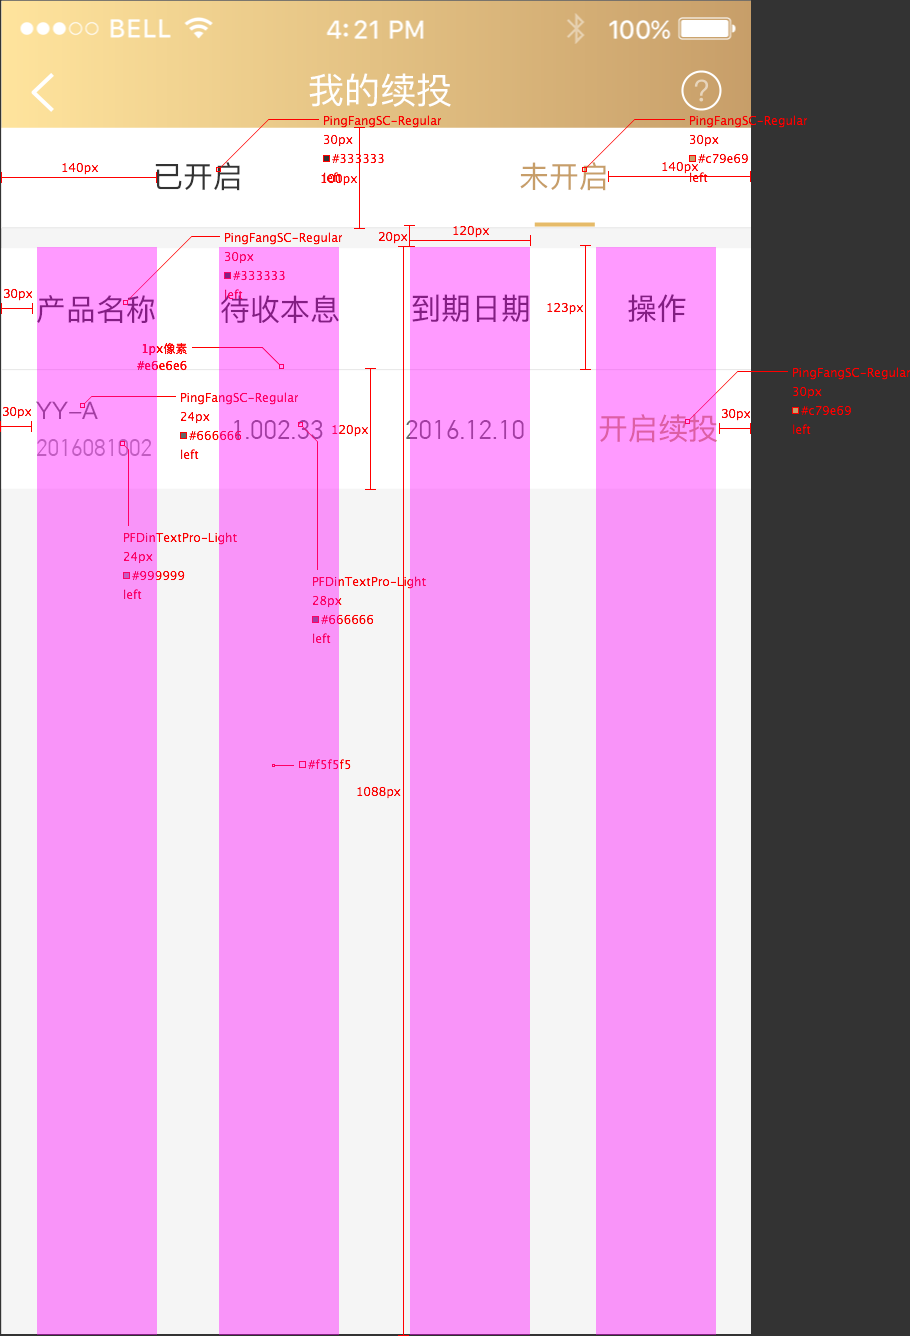 BELL 4:21 PM 100%
我的续投 ?
PingFangSC-Regular
30px
#333333
left
PingFangSC-Regular
30px
#c79e69
left
140px
已开启
100px
未开启
140px
20px
120px
PingFangSC-Regular
30px
#333333
left
30px
产品名称 待收本息 到期日期 操作
123px
1px像素
#e6e6e6
PingFangSC-Regular
30px
#c79e69
left
30px
YY-A
2016081002
PingFangSC-Regular
24px
#666666
left
1.002.33
120px
2016.12.10
开启续投
30px
PFDinTextPro-Light
24px
#999999
left
PFDinTextPro-Light
28px
#666666
left
#f5f5f5
1088px